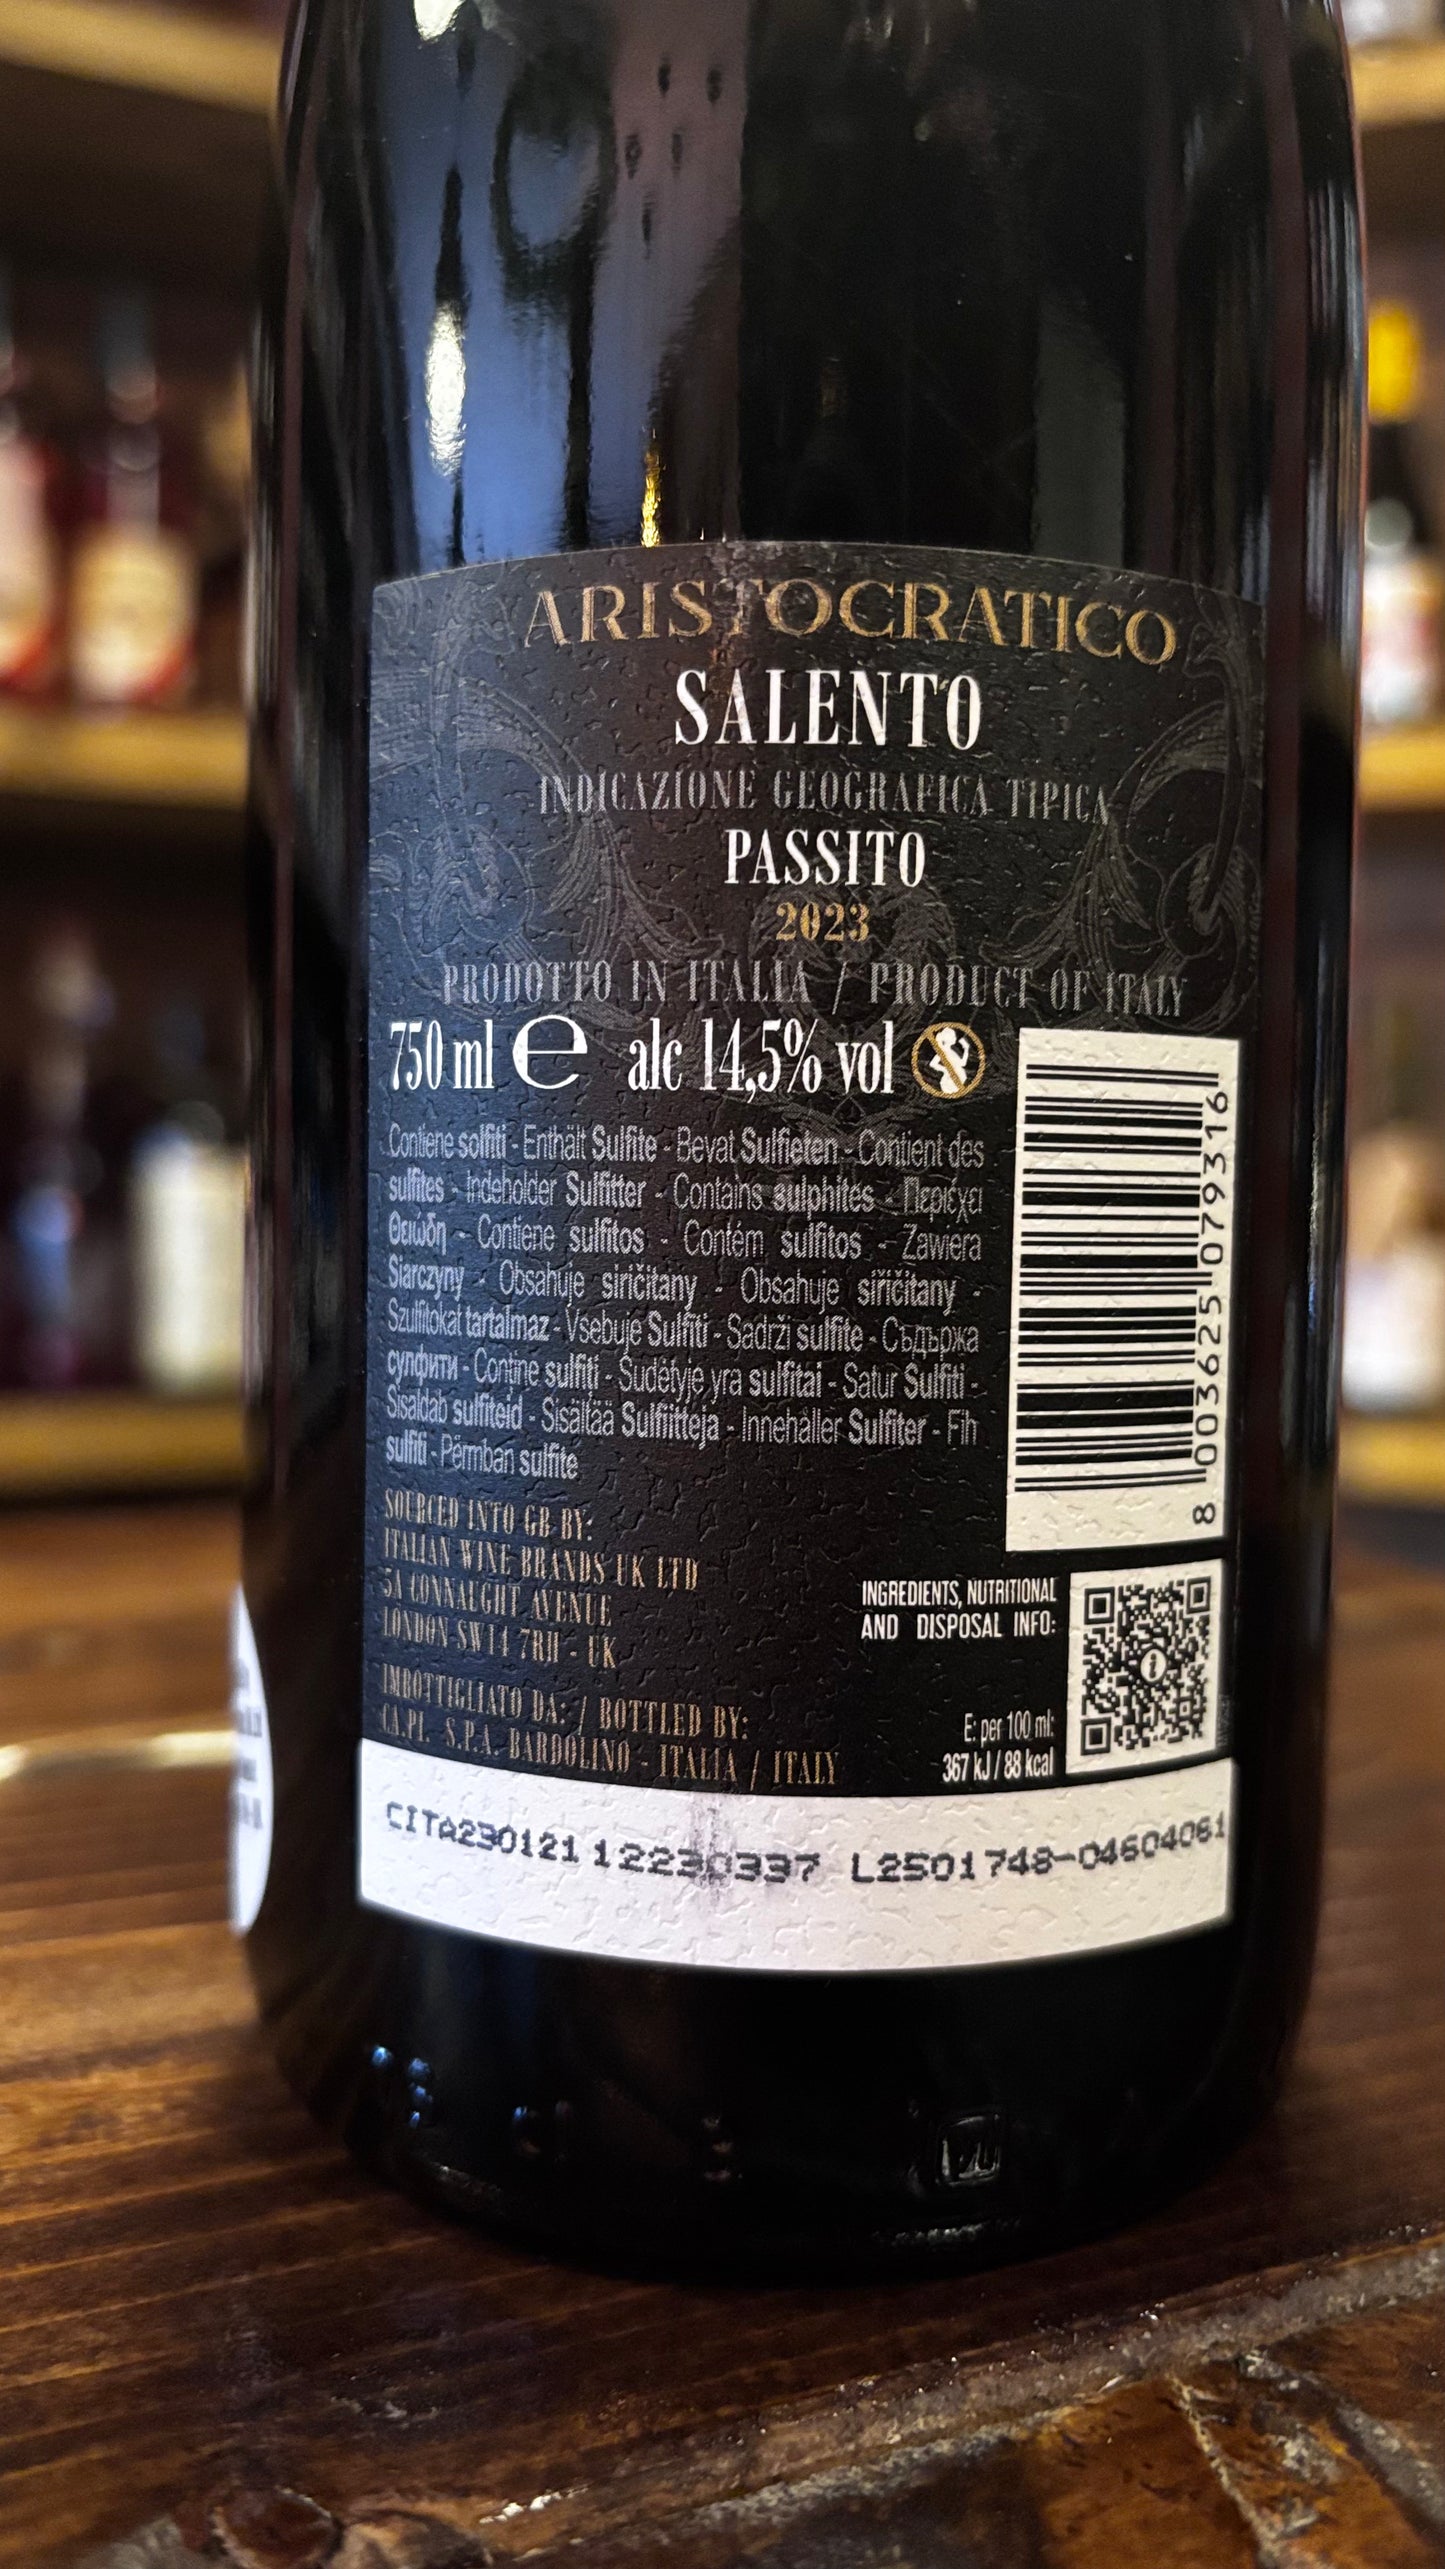 ARISTOCRATICO
SALENTO
INDICAZIONE GEOGRAFICA TIPICA
PASSITO
2023
PRODOTTO IN ITALIA / PRODUCT OF ITALY
750 ml e alc 14,5% vol
Contiene solfiti - Enthält Sulfite - Bevat Sulfieten - Contient des
sulfites - Indeholder Sulfitter - Contains sulphites - Περιέχει
Θειώδη - Contiene sulfitos - Contém sulfitos - Zawiera
Siarczyny - Obsahuje siričitany - Obsahuje siřičitany -
Szulfitokat tartalmaz - Vsebuje Sulfiti - Sadrži sulfite - Съдържа
сулфити - Conţine sulfiţi - Sudėtyje yra sulfitai - Satur Sulfiti -
Sisaldab sulfiteid - Sisältää Sulfiitteja - Innehåller Sulfiter - Fih
sulfiti - Përmban sulfite
8 003625 079316
SOURCED INTO GB BY:
ITALIAN WINE BRANDS UK LTD
5A CONNAUGHT AVENUE
LONDON SW14 7RH - UK
IMBOTTIGLIATO DA: / BOTTLED BY:
CA.PI. S.P.A. BARDOLINO - ITALIA / ITALY
INGREDIENTS, NUTRITIONAL
AND DISPOSAL INFO:
E: per 100 ml:
367 kJ / 88 kcal
CITA230121 12230337 L2501748-04604061